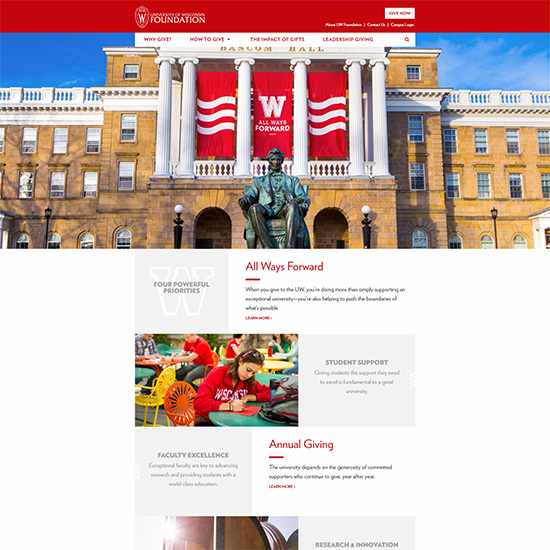 UNIVERSITY OF WISCONSIN
FOUNDATION
GIVE NOW
About UW Foundation | Contact Us | Campus Login
WHY GIVE?
HOW TO GIVE
THE IMPACT OF GIFTS
LEADERSHIP GIVING
BASCOM HALL
W
ALL WAYS
FORWARD
W
FOUR POWERFUL
PRIORITIES
All Ways Forward
When you give to the UW, you're doing more than simply supporting an
exceptional university—you're also helping to push the boundaries of
what's possible.
LEARN MORE ›
STUDENT SUPPORT
Giving students the support they need
to excel is fundamental to a great
university.
FACULTY EXCELLENCE
Exceptional faculty are key to advancing
research and providing students with a
world-class education.
Annual Giving
The university depends on the generosity of committed
supporters who continue to give, year after year.
LEARN MORE ›
RESEARCH & INNOVATION